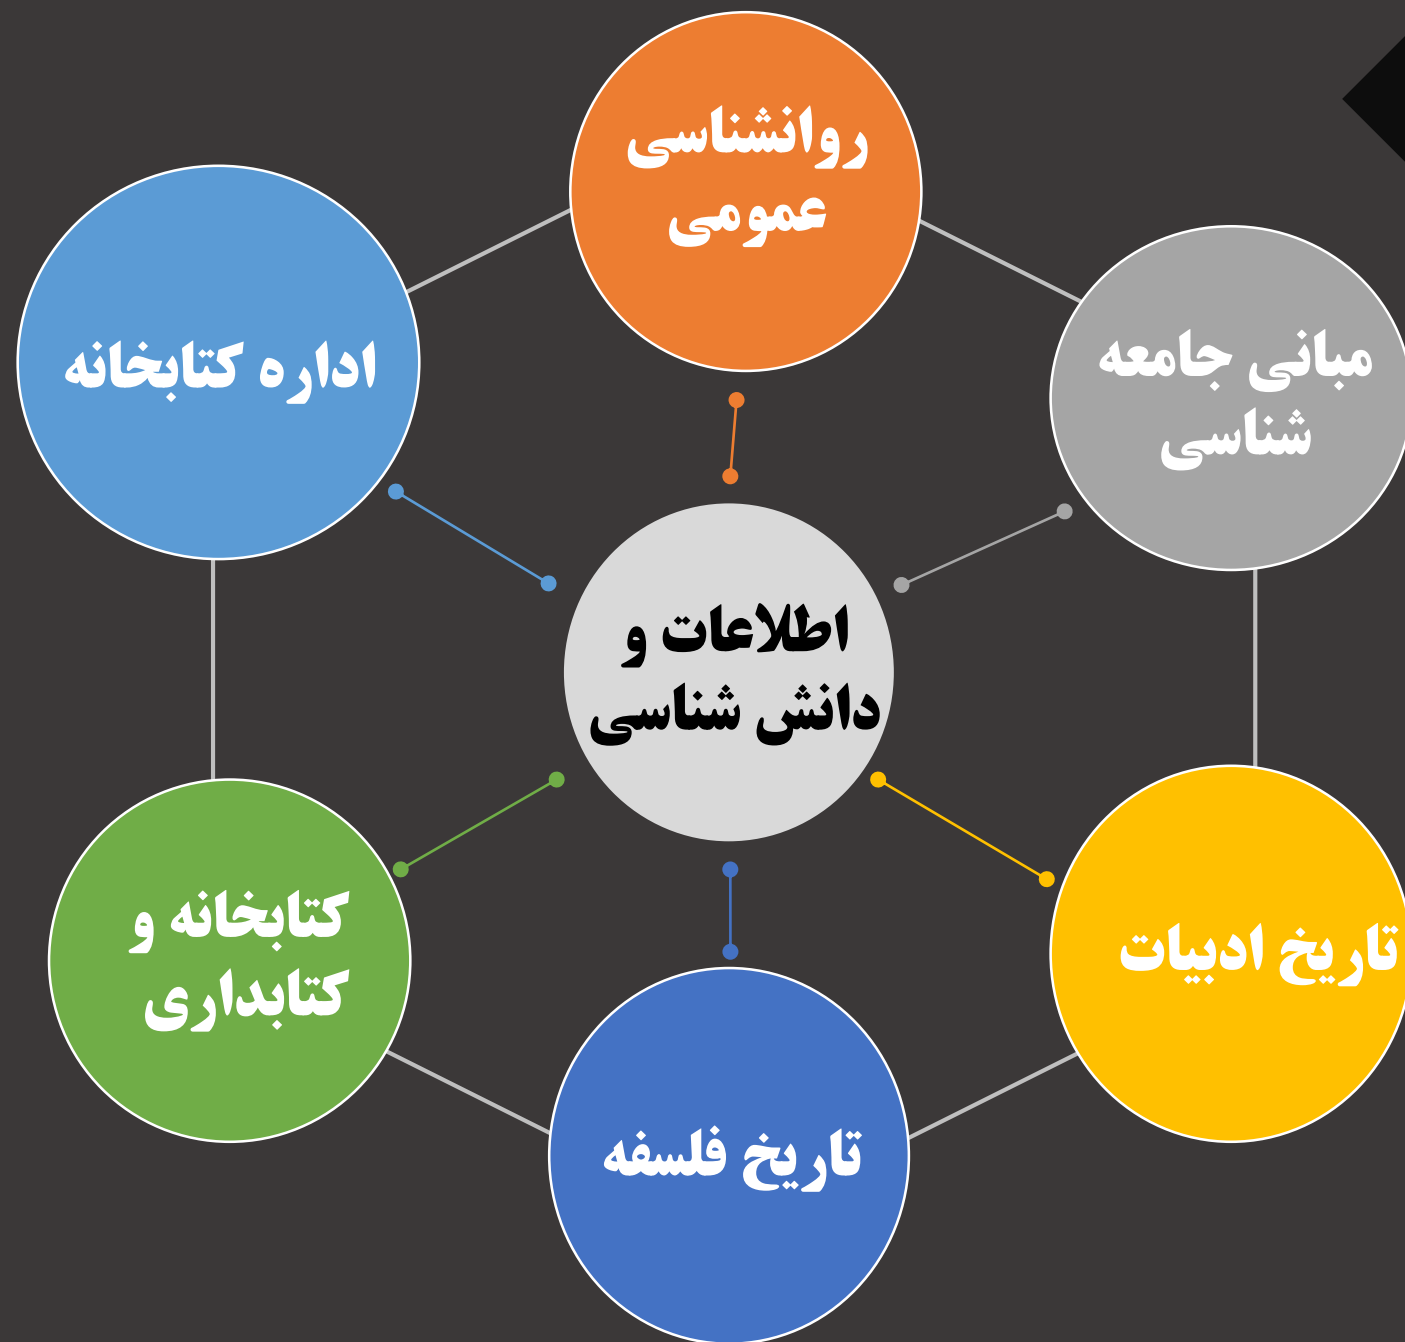 روانشناسی
عمومی
مبانی جامعه
شناسی
اداره کتابخانه
اطلاعات و
دانش شناسی
تاریخ ادبیات
کتابخانه و
کتابداری
تاریخ فلسفه